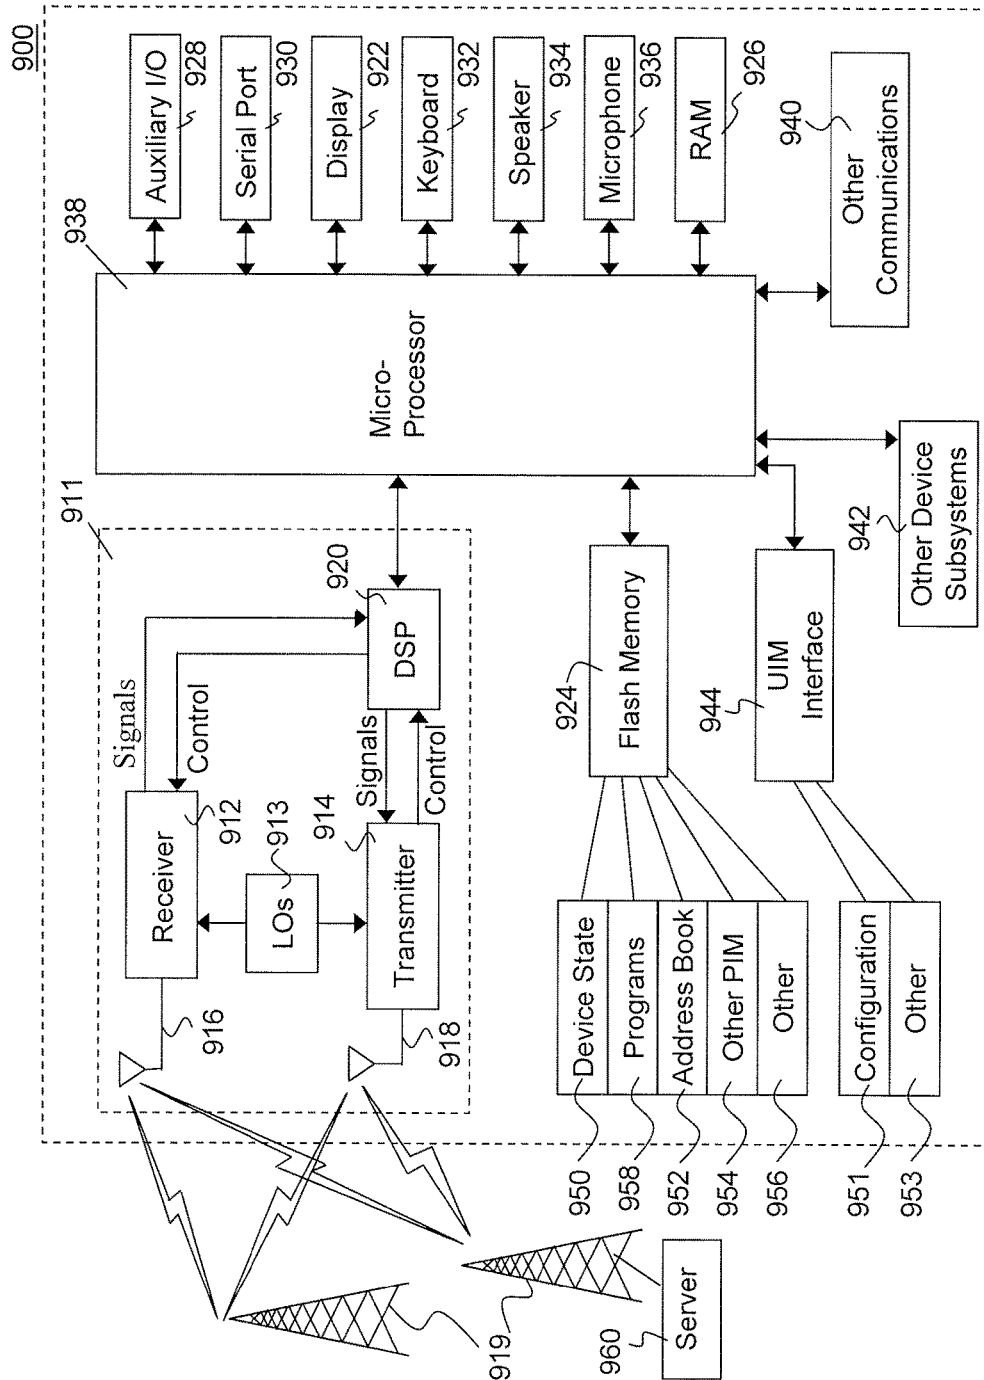 900
911
938
Signals
Control
Receiver
912
916
LOs
913
914
Transmitter
918
Signals
Control
920
DSP
Micro-
Processor
Auxiliary I/O
928
Serial Port
930
Display
922
Keyboard
932
Speaker
934
Microphone
936
RAM
926
940
Other
Communications
942
Other Device
Subsystems
924
Flash Memory
944
UIM
Interface
Device State
Programs
Address Book
Other PIM
Other
950
958
952
954
956
Configuration
Other
951
953
919
960
Server